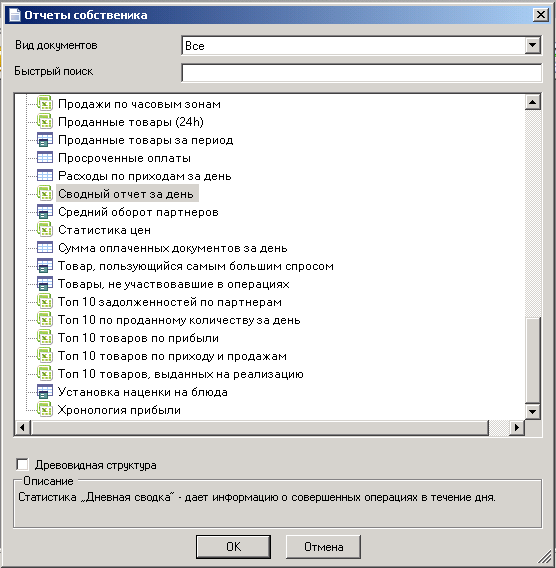 Отчеты собственика
Вид документов
Все
Быстрый поиск
Продажи по часовым зонам
Проданные товары (24h)
Проданные товары за период
Просроченные оплаты
Расходы по приходам за день
Сводный отчет за день
Средний оборот партнеров
Статистика цен
Сумма оплаченных документов за день
Товар, пользующийся самым большим спросом
Товары, не участвовавшие в операциях
Топ 10 задолженностей по партнерам
Топ 10 по проданному количеству за день
Топ 10 товаров по прибыли
Топ 10 товаров по приходу и продажам
Топ 10 товаров, выданных на реализацию
Установка наценки на блюда
Хронология прибыли
Древовидная структура
Описание
Статистика „Дневная сводка" - дает информацию о совершенных операциях в течение дня.
OK
Отмена